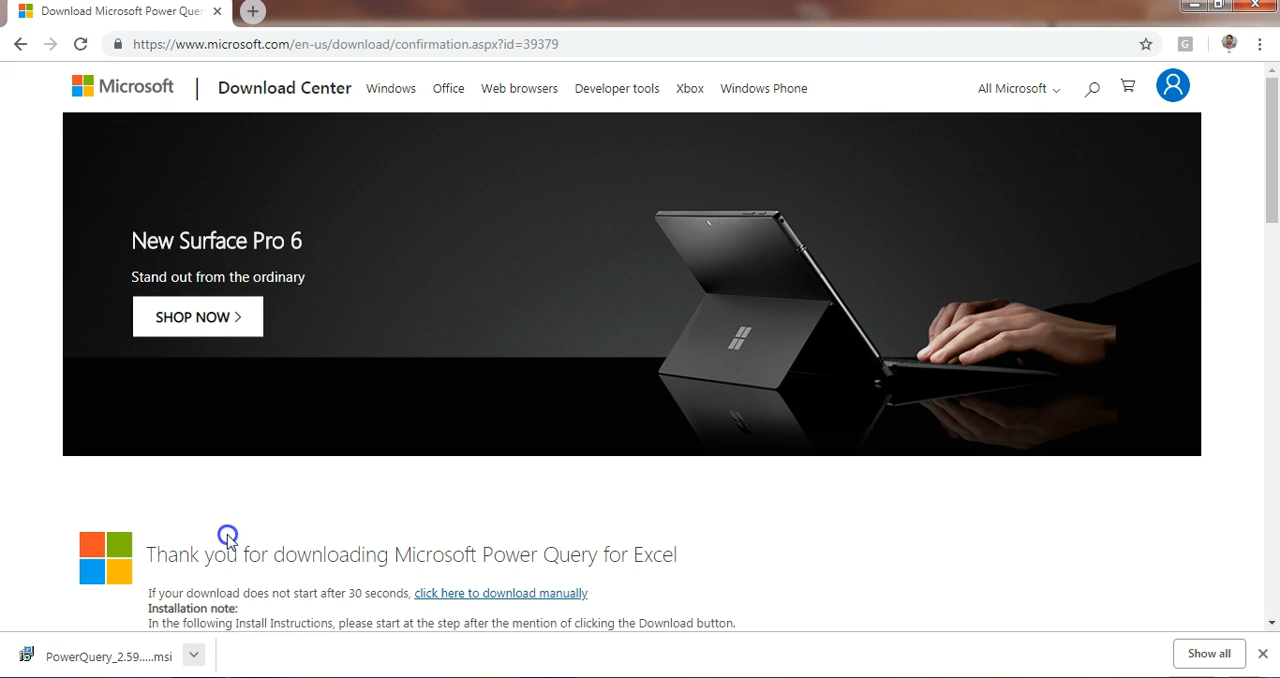 Download Microsoft Power Que
https://www.microsoft.com/en-us/download/confirmation.aspx?id=39379
G
Microsoft | Download Center Windows Office Web browsers Developer tools Xbox Windows Phone All Microsoft
New Surface Pro 6
Stand out from the ordinary
SHOP NOW >
Thank you for downloading Microsoft Power Query for Excel
If your download does not start after 30 seconds, click here to download manually
Installation note:
In the following Install Instructions, please start at the step after the mention of clicking the Download button.
PowerQuery_2.59.....msi Show all